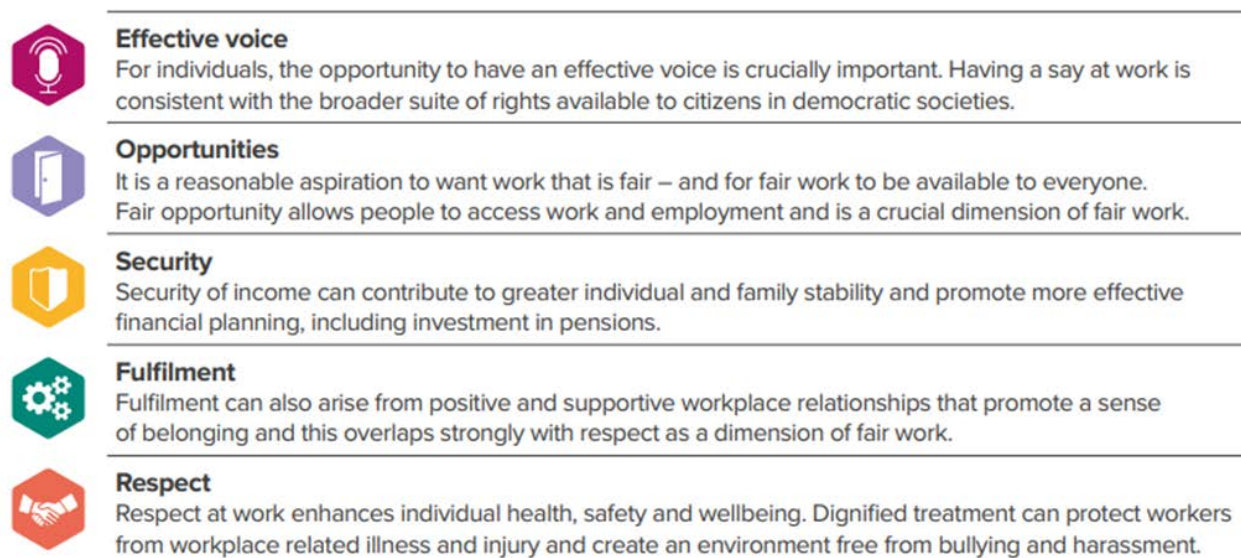 Effective voice
For individuals, the opportunity to have an effective voice is crucially important. Having a say at work is
consistent with the broader suite of rights available to citizens in democratic societies.
Opportunities
It is a reasonable aspiration to want work that is fair – and for fair work to be available to everyone.
Fair opportunity allows people to access work and employment and is a crucial dimension of fair work.
Security
Security of income can contribute to greater individual and family stability and promote more effective
financial planning, including investment in pensions.
Fulfilment
Fulfilment can also arise from positive and supportive workplace relationships that promote a sense
of belonging and this overlaps strongly with respect as a dimension of fair work.
Respect
Respect at work enhances individual health, safety and wellbeing. Dignified treatment can protect workers
from workplace related illness and injury and create an environment free from bullying and harassment.